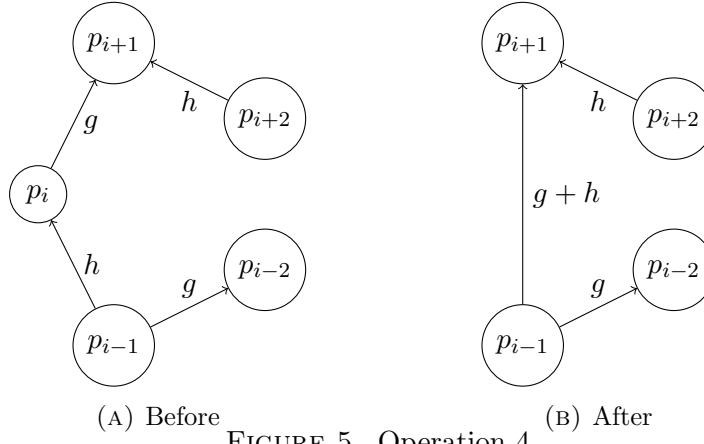 p_{i+1}
h
p_{i+2}
g
p_i
h
g
p_{i-2}
p_{i-1}
(A) Before
p_{i+1}
h
p_{i+2}
g + h
g
p_{i-2}
p_{i-1}
(B) After
FIGURE 5. Operation 4